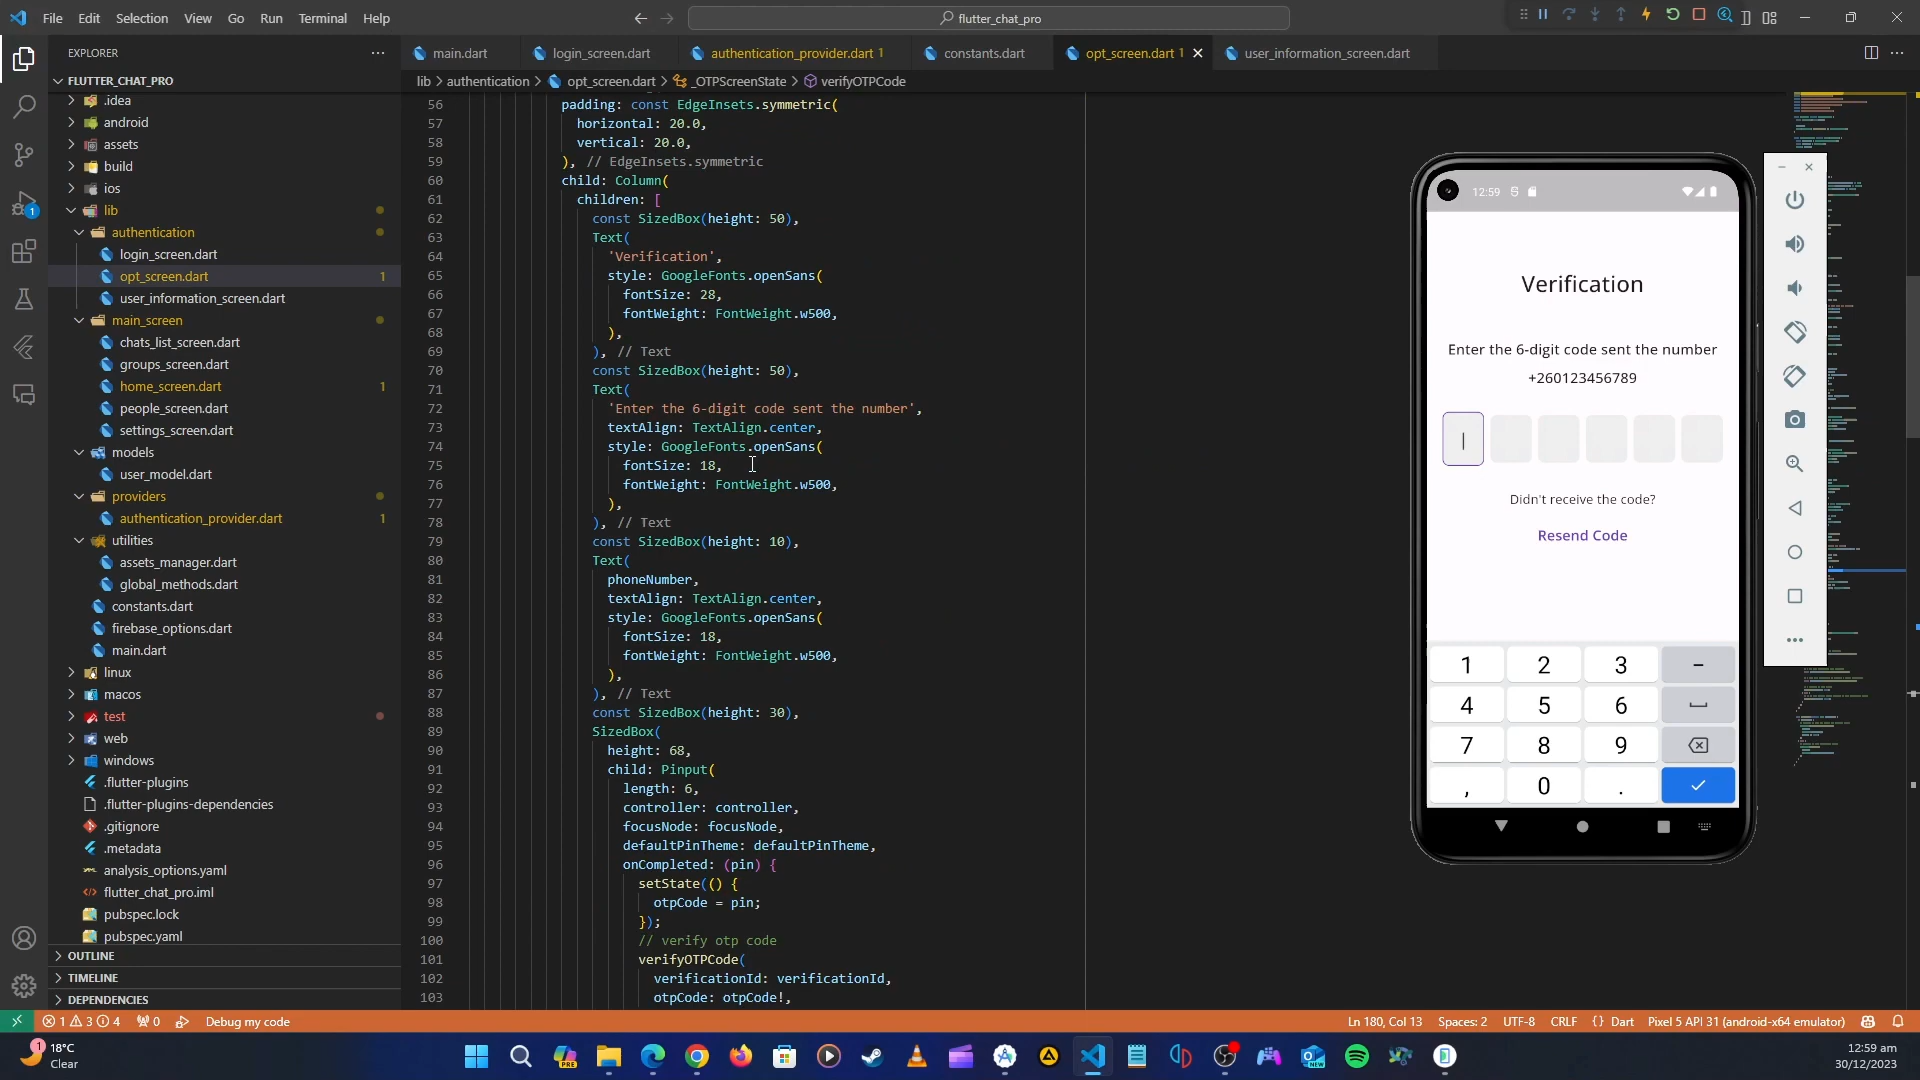 File Edit Selection View Go Run Terminal Help
flutter_chat_pro
EXPLORER
main.dart
login_screen.dart
authentication_provider.dart 1
constants.dart
opt_screen.dart 1
user_information_screen.dart
FLUTTER_CHAT_PRO
lib > authentication > opt_screen.dart > _OTPScreenState > verifyOTPCode
.idea
android
assets
build
ios
lib
authentication
login_screen.dart
opt_screen.dart 1
user_information_screen.dart
main_screen
chats_list_screen.dart
groups_screen.dart
home_screen.dart 1
people_screen.dart
settings_screen.dart
models
user_model.dart
providers
authentication_provider.dart 1
utilities
assets_manager.dart
global_methods.dart
constants.dart
firebase_options.dart
main.dart
linux
macos
test
web
windows
.flutter-plugins
.flutter-plugins-dependencies
.gitignore
.metadata
analysis_options.yaml
flutter_chat_pro.iml
pubspec.lock
pubspec.yaml
OUTLINE
TIMELINE
DEPENDENCIES
56 padding: const EdgeInsets.symmetric(
57 horizontal: 20.0,
58 vertical: 20.0,
59 ), // EdgeInsets.symmetric
60 child: Column(
61 children: [
62 const SizedBox(height: 50),
63 Text(
64 'Verification',
65 style: GoogleFonts.openSans(
66 fontSize: 28,
67 fontWeight: FontWeight.w500,
68 ),
69 ), // Text
70 const SizedBox(height: 50),
71 Text(
72 'Enter the 6-digit code sent the number',
73 textAlign: TextAlign.center,
74 style: GoogleFonts.openSans(
75 fontSize: 18,
76 fontWeight: FontWeight.w500,
77 ),
78 ), // Text
79 const SizedBox(height: 10),
80 Text(
81 phoneNumber,
82 textAlign: TextAlign.center,
83 style: GoogleFonts.openSans(
84 fontSize: 18,
85 fontWeight: FontWeight.w500,
86 ),
87 ), // Text
88 const SizedBox(height: 30),
89 SizedBox(
90 height: 68,
91 child: Pinput(
92 length: 6,
93 controller: controller,
94 focusNode: focusNode,
95 defaultPinTheme: defaultPinTheme,
96 onCompleted: (pin) {
97 setState(() {
98 otpCode = pin;
99 });
100 // verify otp code
101 verifyOTPCode(
102 verificationId: verificationId,
103 otpCode: otpCode!,
12:59
Verification
Enter the 6-digit code sent the number
+260123456789
Didn't receive the code?
Resend Code
1 2 3 -
4 5 6
7 8 9
, 0 .
1
1 3 4 0 Debug my code
Ln 180, Col 13 Spaces: 2 UTF-8 CRLF {} Dart Pixel 5 API 31 (android-x64 emulator)
1
18°C
Clear
PRE
NEW
12:59 am
30/12/2023